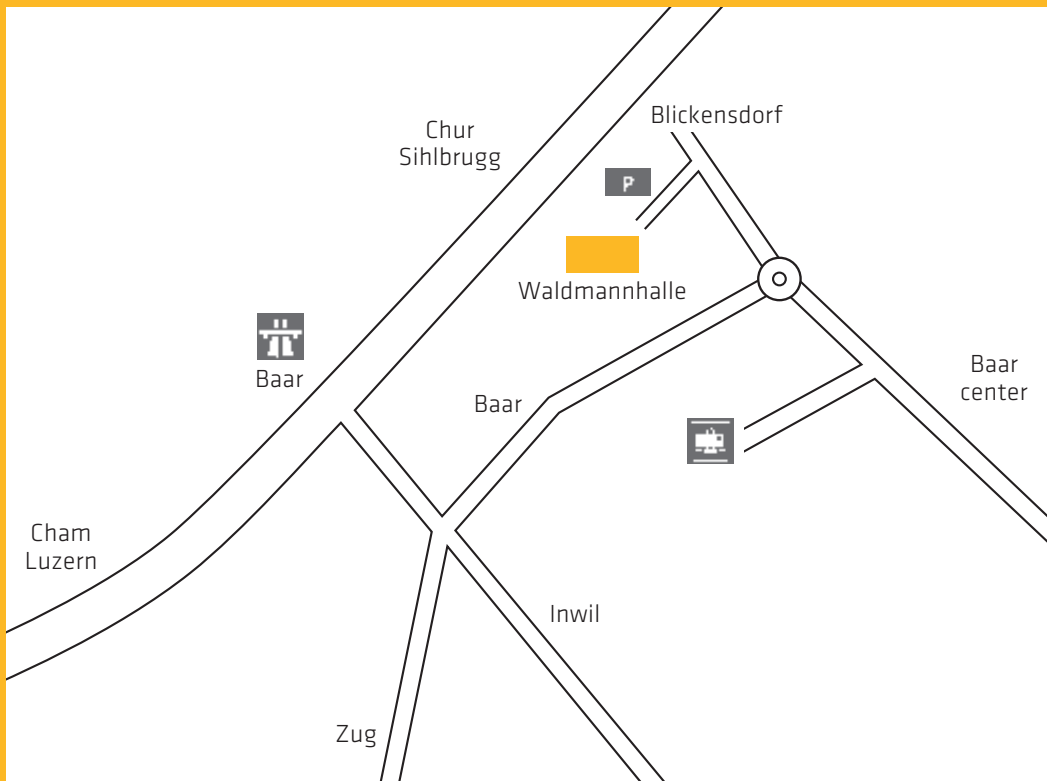 Blickensdorf
Chur
Sihlbrugg
P
Waldmannhalle
Baar
Baar
center
Baar
Cham
Luzern
Inwil
Zug